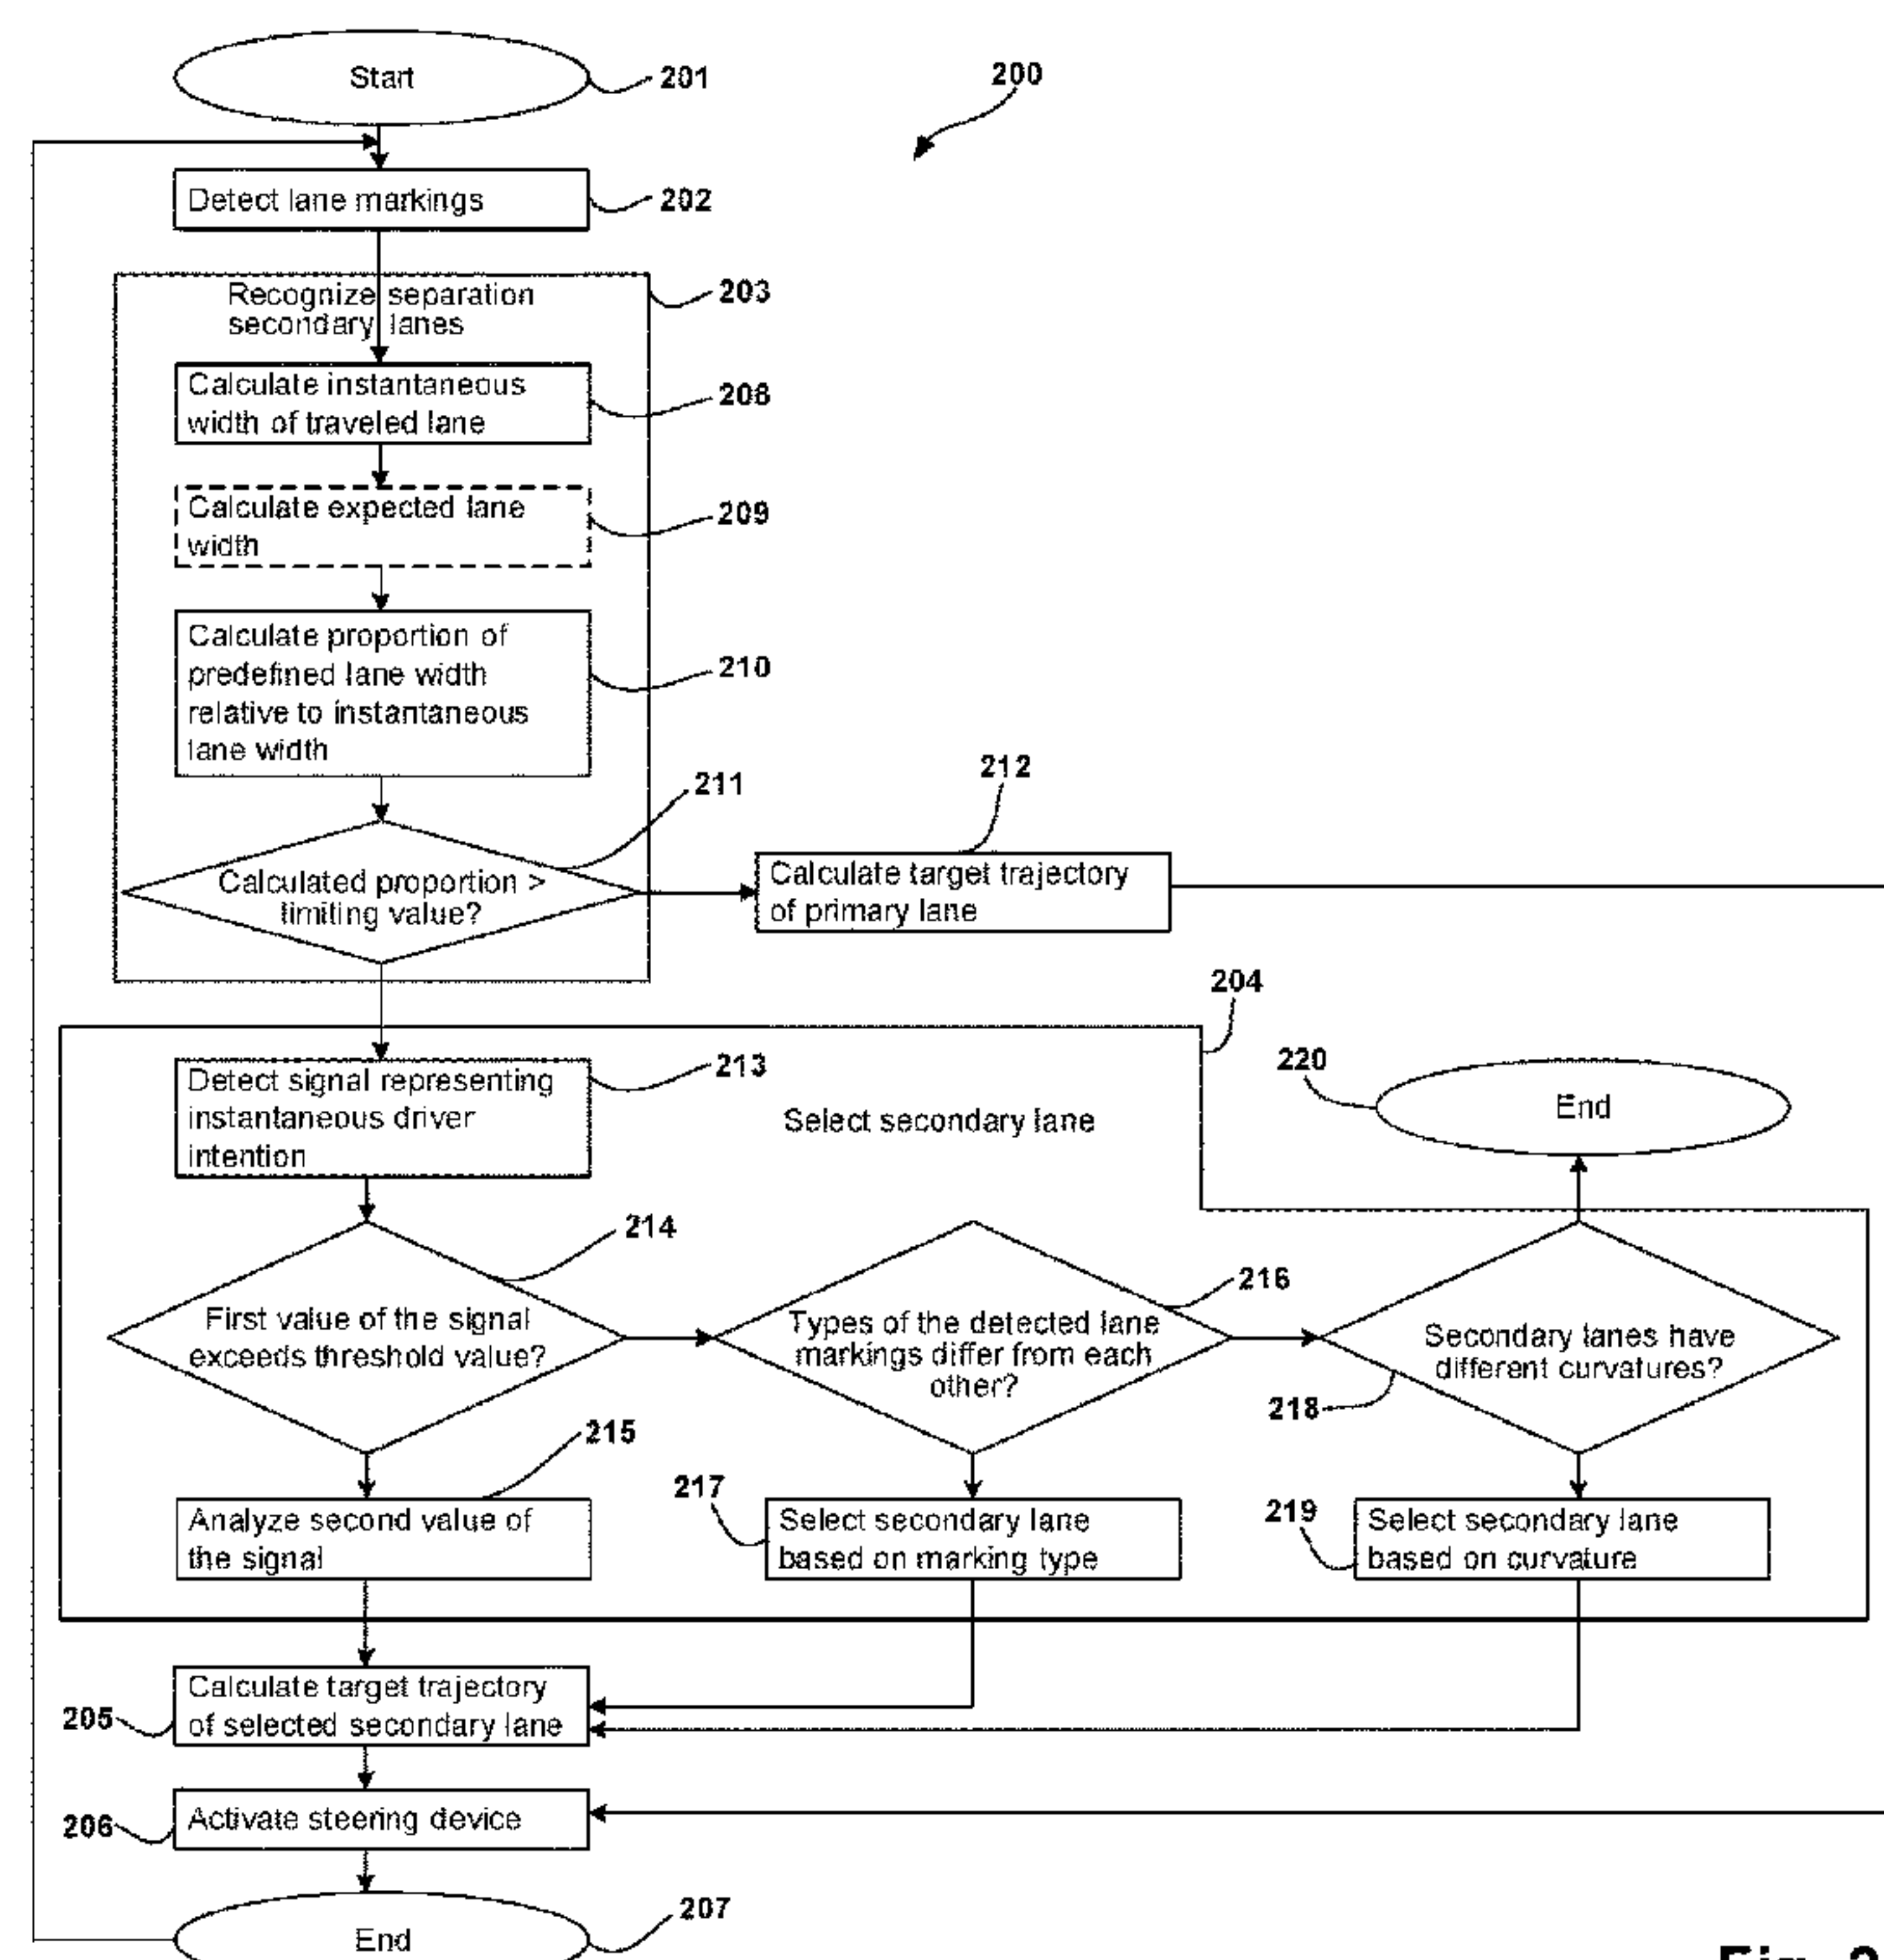 Start
201
200
Detect lane markings
202
Recognize separation
secondary lanes
203
Calculate instantaneous
width of traveled lane
208
Calculate expected lane
width
209
Calculate proportion of
predefined lane width
relative to instantaneous
lane width
210
211
Calculated proportion >
limiting value?
212
Calculate target trajectory
of primary lane
204
Detect signal representing
instantaneous driver
intention
213
Select secondary lane
220
End
214
First value of the signal
exceeds threshold value?
216
Types of the detected lane
markings differ from each
other?
Secondary lanes have
different curvatures?
218
215
Analyze second value of
the signal
217
Select secondary lane
based on marking type
219
Select secondary lane
based on curvature
Calculate target trajectory
of selected secondary lane
205
Activate steering device
206
End
207